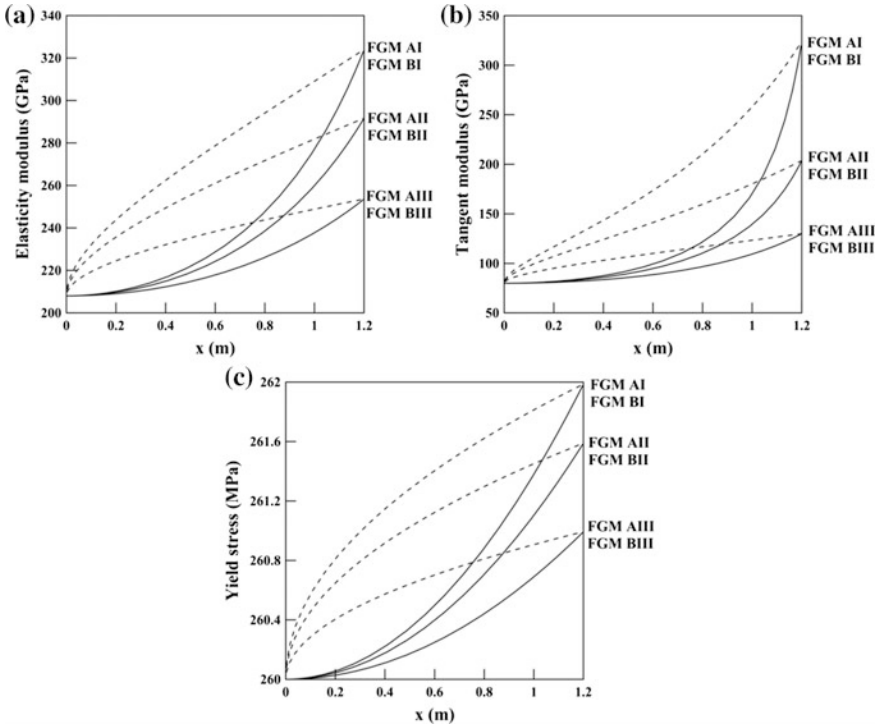 (a)
340
320
300
280
260
240
220
200
0
0.2
0.4
0.6
0.8
1
1.2
Elasticity modulus (GPa)
x (m)
FGM AI
FGM BI
FGM AII
FGM BII
FGM AIII
FGM BIII
(b)
350
300
250
200
150
100
50
0
0.2
0.4
0.6
0.8
1
1.2
Tangent modulus (GPa)
x (m)
FGM AI
FGM BI
FGM AII
FGM BII
FGM AIII
FGM BIII
(c)
262
261.6
261.2
260.8
260.4
260
0
0.2
0.4
0.6
0.8
1
1.2
Yield stress (MPa)
x (m)
FGM AI
FGM BI
FGM AII
FGM BII
FGM AIII
FGM BIII